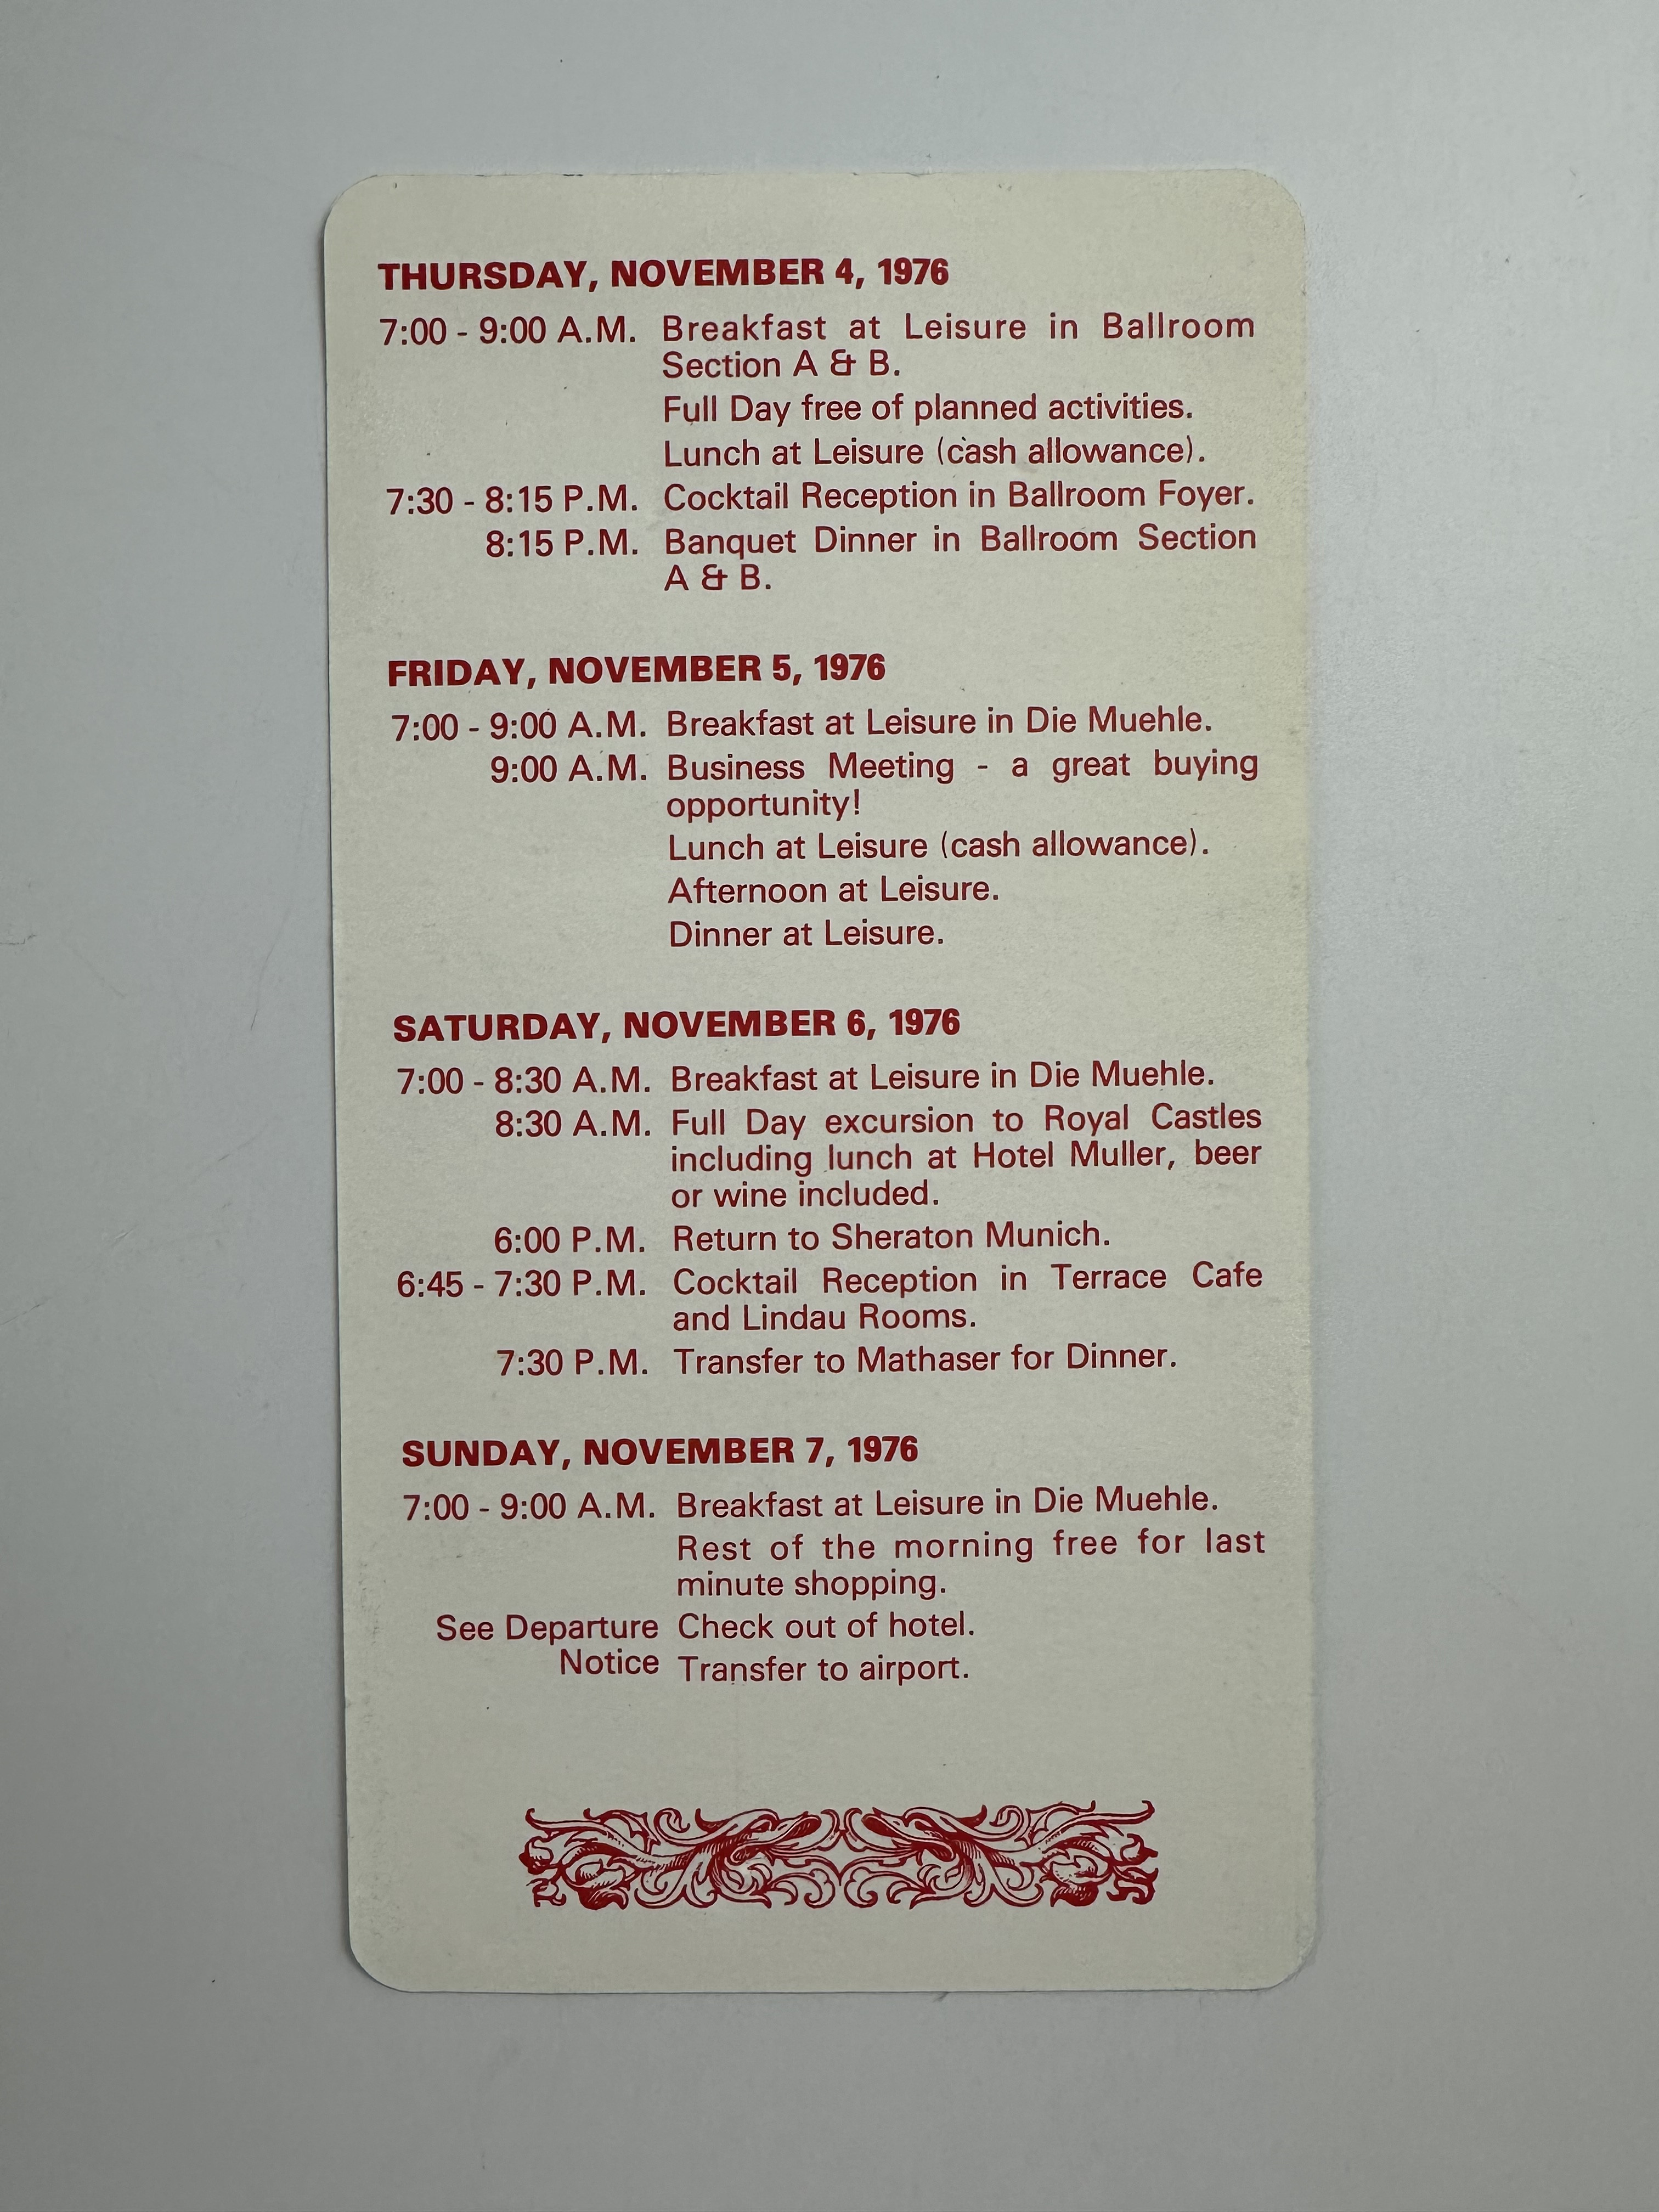 THURSDAY, NOVEMBER 4, 1976
7:00 - 9:00 A.M. Breakfast at Leisure in Ballroom
Section A & B.
Full Day free of planned activities.
Lunch at Leisure (cash allowance).
7:30 - 8:15 P.M. Cocktail Reception in Ballroom Foyer.
8:15 P.M. Banquet Dinner in Ballroom Section
A & B.
FRIDAY, NOVEMBER 5, 1976
7:00 - 9:00 A.M. Breakfast at Leisure in Die Muehle.
9:00 A.M. Business Meeting - a great buying
opportunity!
Lunch at Leisure (cash allowance).
Afternoon at Leisure.
Dinner at Leisure.
SATURDAY, NOVEMBER 6, 1976
7:00 - 8:30 A.M. Breakfast at Leisure in Die Muehle.
8:30 A.M. Full Day excursion to Royal Castles
including lunch at Hotel Muller, beer
or wine included.
6:00 P.M. Return to Sheraton Munich.
6:45 - 7:30 P.M. Cocktail Reception in Terrace Cafe
and Lindau Rooms.
7:30 P.M. Transfer to Mathaser for Dinner.
SUNDAY, NOVEMBER 7, 1976
7:00 - 9:00 A.M. Breakfast at Leisure in Die Muehle.
Rest of the morning free for last
minute shopping.
See Departure Check out of hotel.
Notice Transfer to airport.